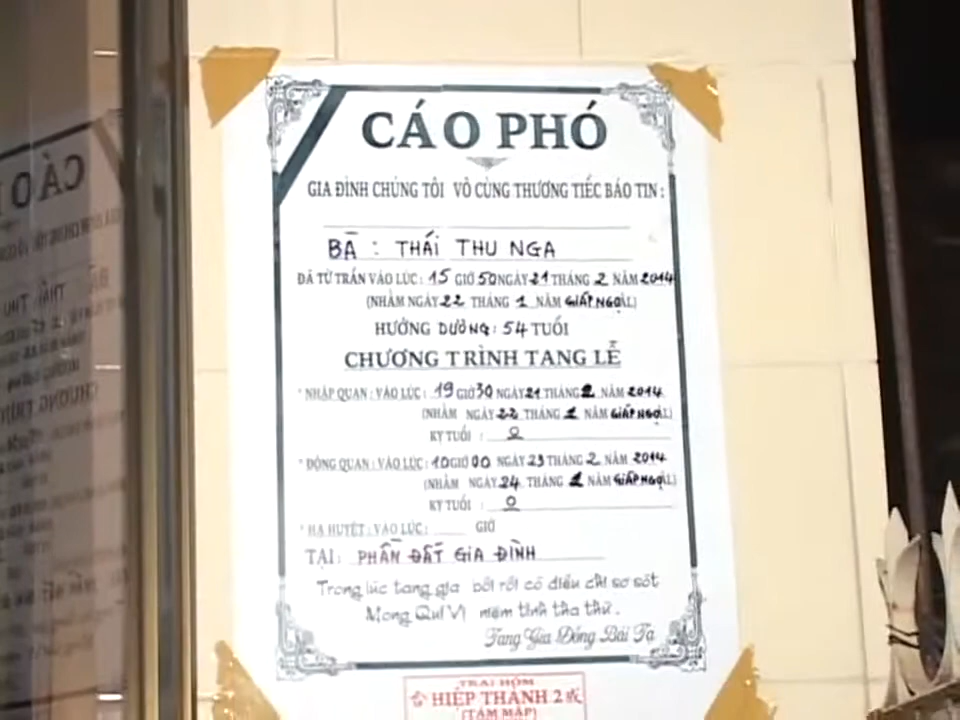 CÁO PHÓ
GIA ĐÌNH CHÚNG TÔI VÔ CÙNG THƯƠNG TIẾC BÁO TIN :
BÀ : THÁI THU NGA
ĐÃ TỪ TRẦN VÀO LÚC : 15 GIỜ 50 NGÀY 21 THÁNG 2 NĂM 2014
(NHẰM NGÀY 22 THÁNG 1 NĂM GIÁP NGỌ ÂL)
HƯỞNG DƯƠNG : 54 TUỔI
CHƯƠNG TRÌNH TANG LỄ
* NHẬP QUAN : VÀO LÚC : 19 GIỜ 30 NGÀY 21 THÁNG 2 NĂM 2014
(NHẰM NGÀY 22 THÁNG 1 NĂM GIÁP NGỌ ÂL)
KỴ TUỔI :
* ĐỘNG QUAN : VÀO LÚC : 10 GIỜ 00 NGÀY 23 THÁNG 2 NĂM 2014
(NHẰM NGÀY 24 THÁNG 1 NĂM GIÁP NGỌ ÂL)
KỴ TUỔI :
* HẠ HUYỆT : VÀO LÚC : GIỜ
TẠI : PHẦN ĐẤT GIA ĐÌNH
Trong lúc tang gia bối rối có điều chi sơ sót
Mong Quí Vị niệm tình tha thứ .
Tang Gia Đồng Bái Tạ
TRẠI HÒM
HIỆP THÀNH 2
(TÁM MẬP)